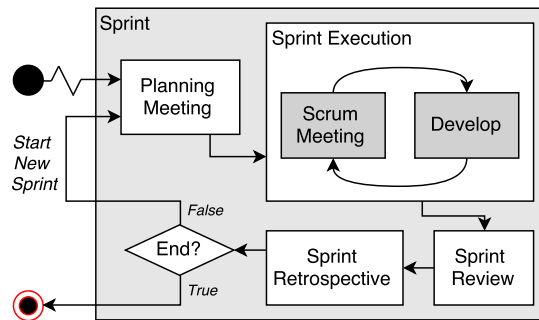 Sprint
Sprint Execution
Planning
Meeting
Scrum
Meeting
Develop
Start
New
Sprint
False
End?
True
Sprint
Retrospective
Sprint
Review